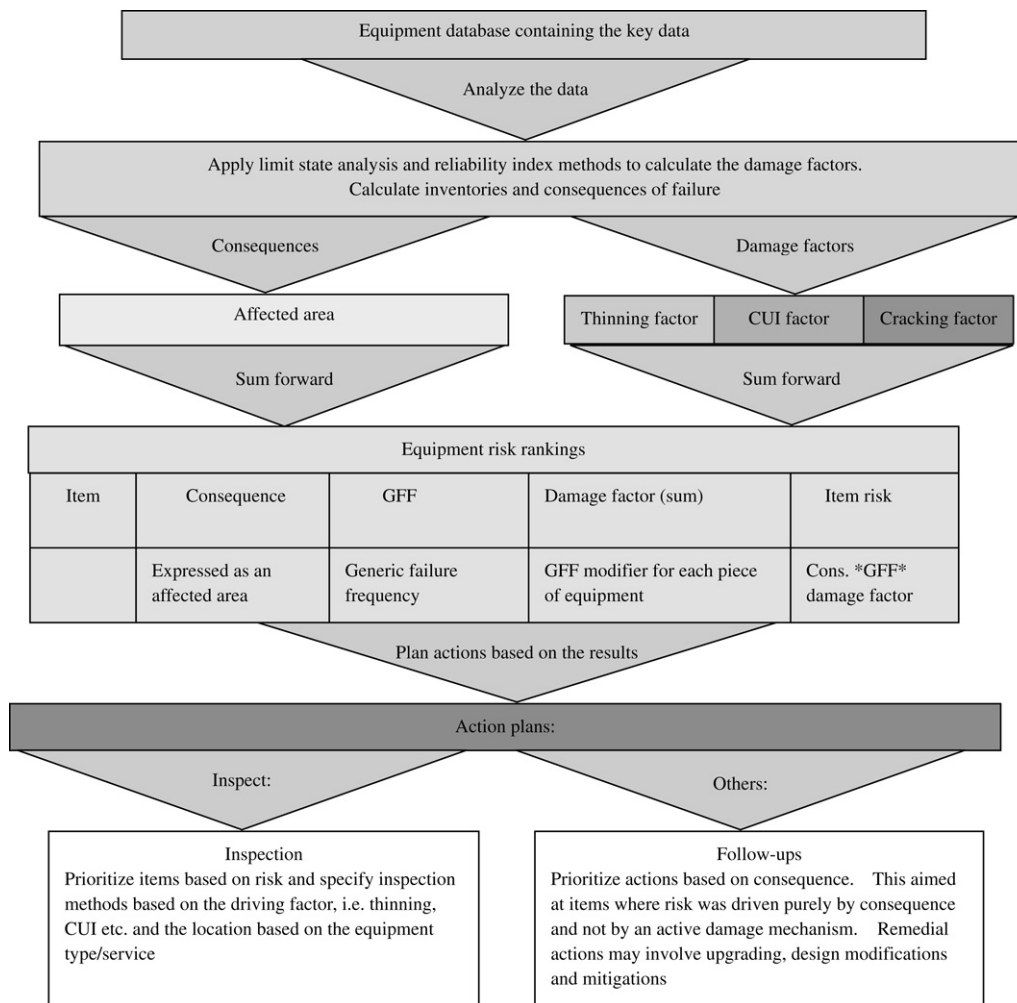 Equipment database containing the key data
Analyze the data
Apply limit state analysis and reliability index methods to calculate the damage factors.
Calculate inventories and consequences of failure
Consequences
Damage factors
Affected area
Thinning factor
CUI factor
Cracking factor
Sum forward
Sum forward
Equipment risk rankings
Item
Consequence
GFF
Damage factor (sum)
Item risk
Expressed as an
affected area
Generic failure
frequency
GFF modifier for each piece
of equipment
Cons. *GFF*
damage factor
Plan actions based on the results
Action plans:
Inspect:
Others:
Inspection
Prioritize items based on risk and specify inspection
methods based on the driving factor, i.e. thinning,
CUI etc. and the location based on the equipment
type/service
Follow-ups
Prioritize actions based on consequence. This aimed
at items where risk was driven purely by consequence
and not by an active damage mechanism. Remedial
actions may involve upgrading, design modifications
and mitigations